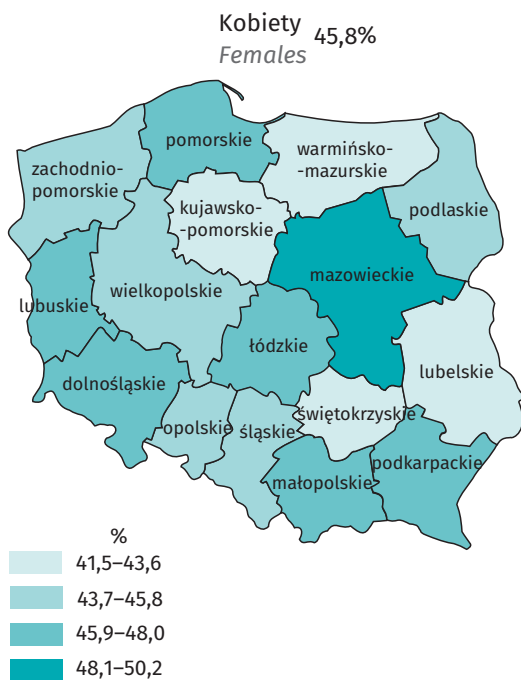 Kobiety 45,8%
Females
pomorskie
warmińsko-
-mazurskie
zachodnio-
pomorskie
kujawsko-
-pomorskie
podlaskie
mazowieckie
wielkopolskie
lubuskie
łódzkie
lubelskie
dolnośląskie
świętokrzyskie
opolskie
śląskie
podkarpackie
małopolskie
%
41,5–43,6
43,7–45,8
45,9–48,0
48,1–50,2